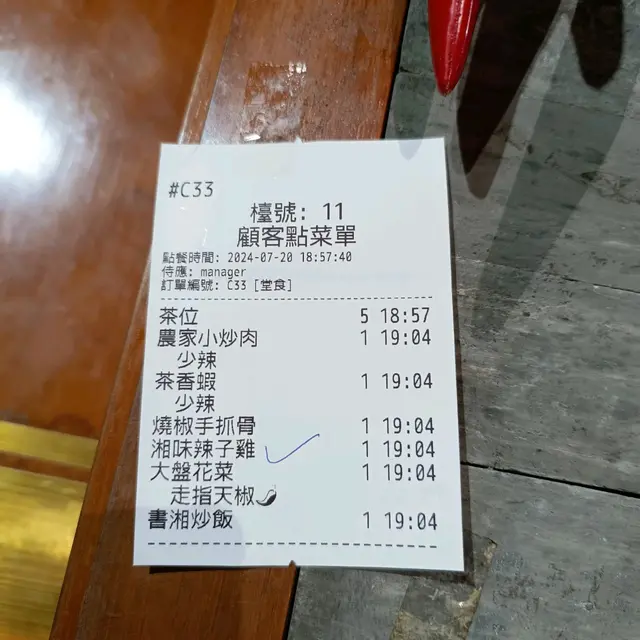 #C33
檯號: 11
顧客點菜單
點餐時間: 2024-07-20 18:57:40
侍應: manager
訂單編號: C33 [堂食]
茶位 5 18:57
農家小炒肉 1 19:04
少辣
茶香蝦 1 19:04
少辣
燒椒手抓骨 1 19:04
湘味辣子雞 1 19:04
大盤花菜 1 19:04
走指天椒🌶
書湘炒飯 1 19:04